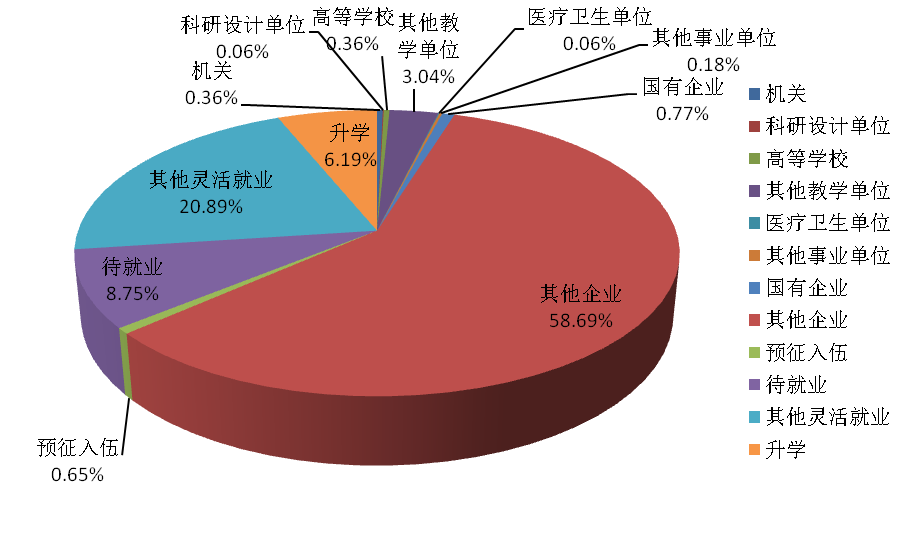 科研设计单位
0.06%
高等学校
0.36%
其他教
学单位
3.04%
医疗卫生单位
0.06%
其他事业单位
0.18%
国有企业
0.77%
机关
0.36%
升学
6.19%
其他灵活就业
20.89%
待就业
8.75%
其他企业
58.69%
预征入伍
0.65%
机关
科研设计单位
高等学校
其他教学单位
医疗卫生单位
其他事业单位
国有企业
其他企业
预征入伍
待就业
其他灵活就业
升学